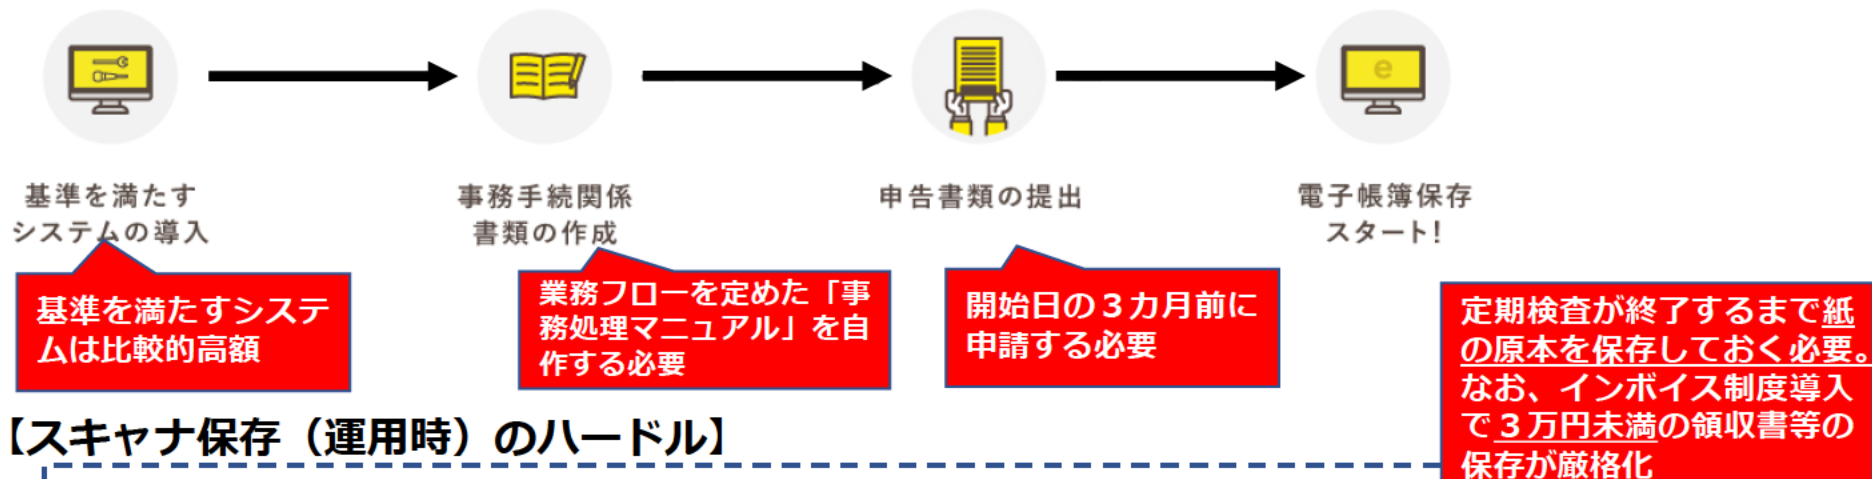 e
基準を満たす
システムの導入
事務手続関係
書類の作成
申告書類の提出
電子帳簿保存
スタート!
基準を満たすシステ
ムは比較的高額
業務フローを定めた「事
務処理マニュアル」を自
作する必要
開始日の３カ月前に
申請する必要
定期検査が終了するまで紙
の原本を保存しておく必要。
なお、インボイス制度導入
で３万円未満の領収書等の
保存が厳格化
【スキャナ保存（運用時）のハードル】